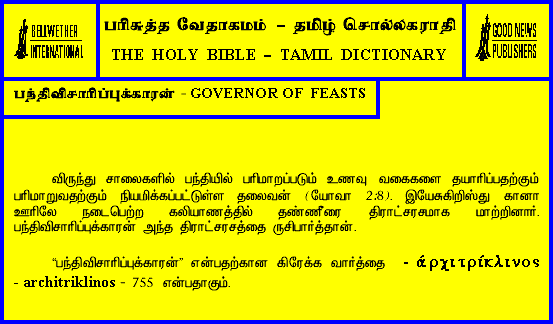 BELLWETHER
INTERNATIONAL
பரிசுத்த வேதாகமம் – தமிழ் சொல்லகராதி
THE HOLY BIBLE – TAMIL DICTIONARY
GOOD NEWS
PUBLISHERS
பந்திவிசாரிப்புக்காரன் - GOVERNOR OF FEASTS
விருந்து சாலைகளில் பந்தியில் பரிமாறப்படும் உணவு வகைகளை தயாரிப்பதற்கும்
பரிமாறுவதற்கும் நியமிக்கப்பட்டுள்ள தலைவன் (யோவா 2:8). இயேசுகிறிஸ்து கானா
ஊரிலே நடைபெற்ற கலியாணத்தில் தண்ணீரை திராட்சரசமாக மாற்றினார்.
பந்திவிசாரிப்புக்காரன் அந்த திராட்சரசத்தை ருசிபார்த்தான்.
“பந்திவிசாரிப்புக்காரன்” என்பதற்கான கிரேக்க வார்த்தை - ἀρχιτρίκλινος
- architriklinos - 755 என்பதாகும்.